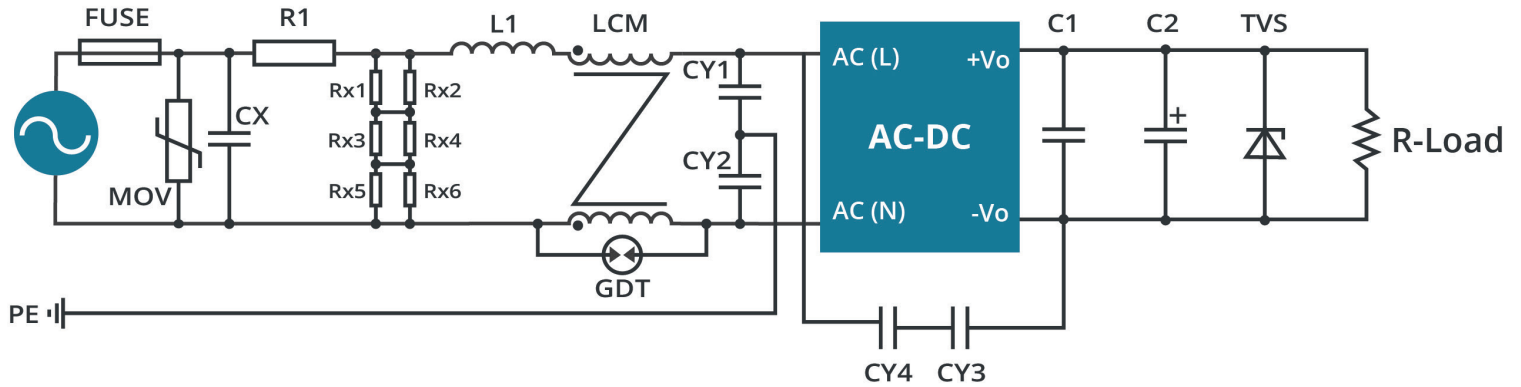 FUSE
R1
L1
LCM
C1
C2
TVS
AC (L)
+Vo
CY1
Rx1
Rx2
CX
+
AC-DC
R-Load
Rx3
Rx4
CY2
MOV
Rx5
Rx6
AC (N)
-Vo
GDT
PE
CY4
CY3